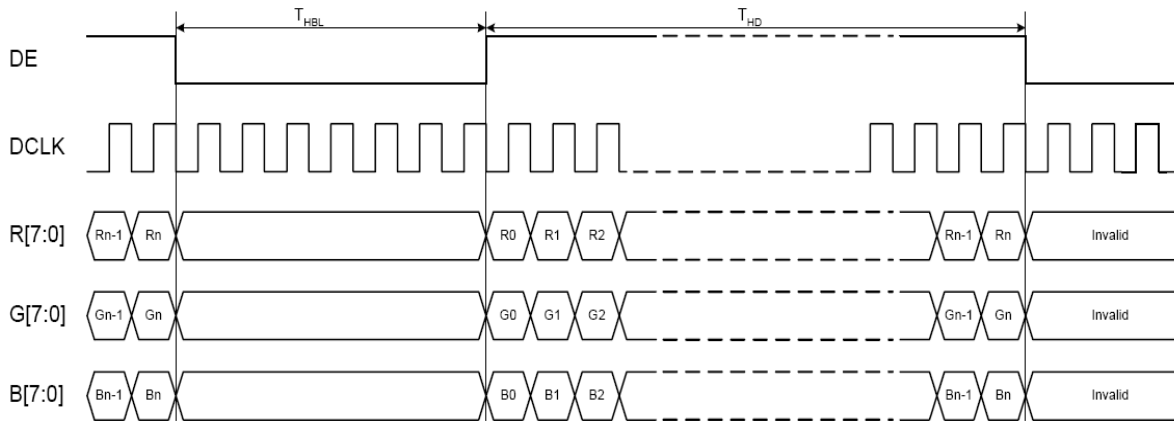 T_HBL T_HD
DE
DCLK
R[7:0] Rn-1 Rn R0 R1 R2 Rn-1 Rn Invalid
G[7:0] Gn-1 Gn G0 G1 G2 Gn-1 Gn Invalid
B[7:0] Bn-1 Bn B0 B1 B2 Bn-1 Bn Invalid